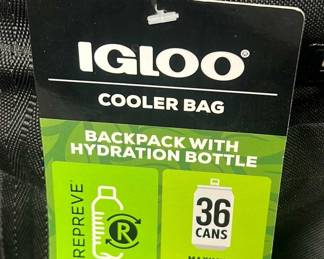 IGLOO®
COOLER BAG
BACKPACK WITH
HYDRATION BOTTLE
REPREVE
R
36
CANS